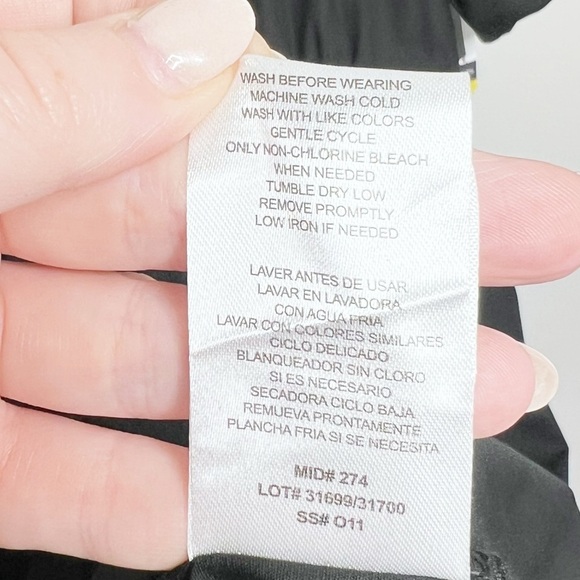 WASH BEFORE WEARING
MACHINE WASH COLD
WASH WITH LIKE COLORS
GENTLE CYCLE
ONLY NON-CHLORINE BLEACH
WHEN NEEDED
TUMBLE DRY LOW
REMOVE PROMPTLY
LOW IRON IF NEEDED
LAVER ANTES DE USAR
LAVAR EN LAVADORA
CON AGUA FRIA
LAVAR CON COLORES SIMILARES
CICLO DELICADO
BLANQUEADOR SIN CLORO
SI ES NECESARIO
SECADORA CICLO BAJA
REMUEVA PRONTAMENTE
PLANCHA FRIA SI SE NECESITA
MID# 274
LOT# 31699/31700
SS# O11